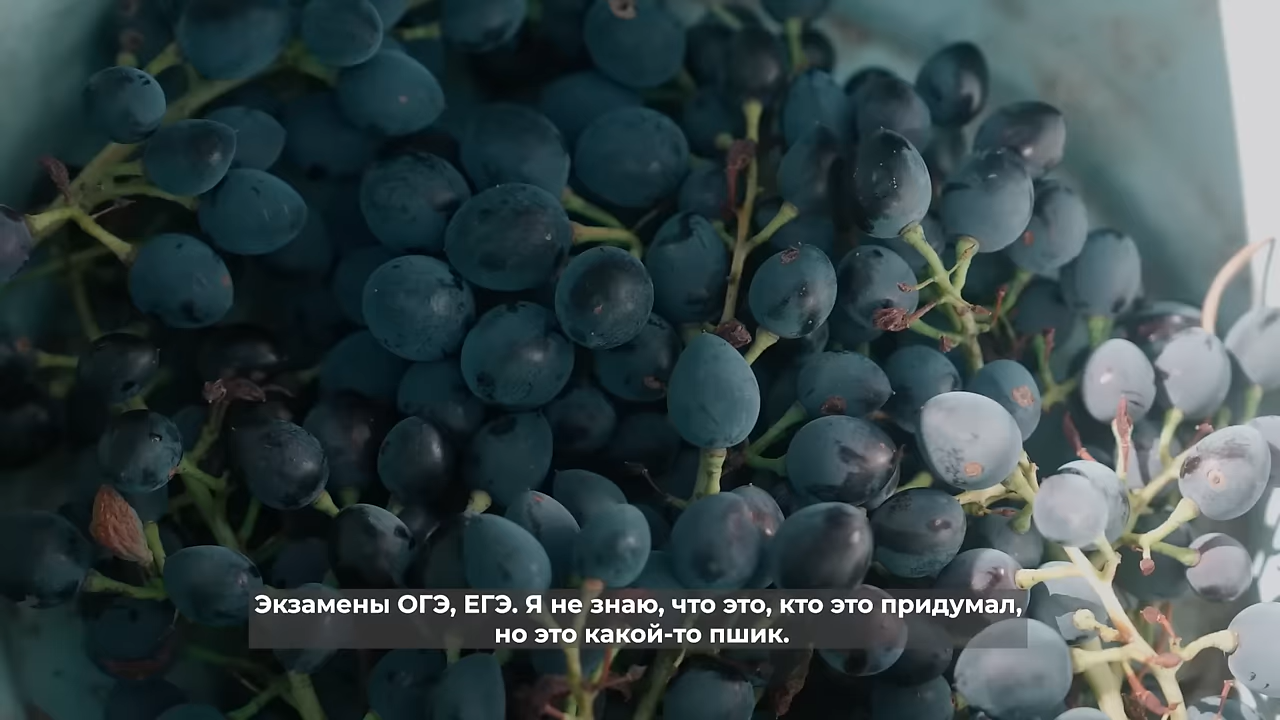 Экзамены ОГЭ, ЕГЭ. Я не знаю, что это, кто это придумал,
но это какой-то пшик.